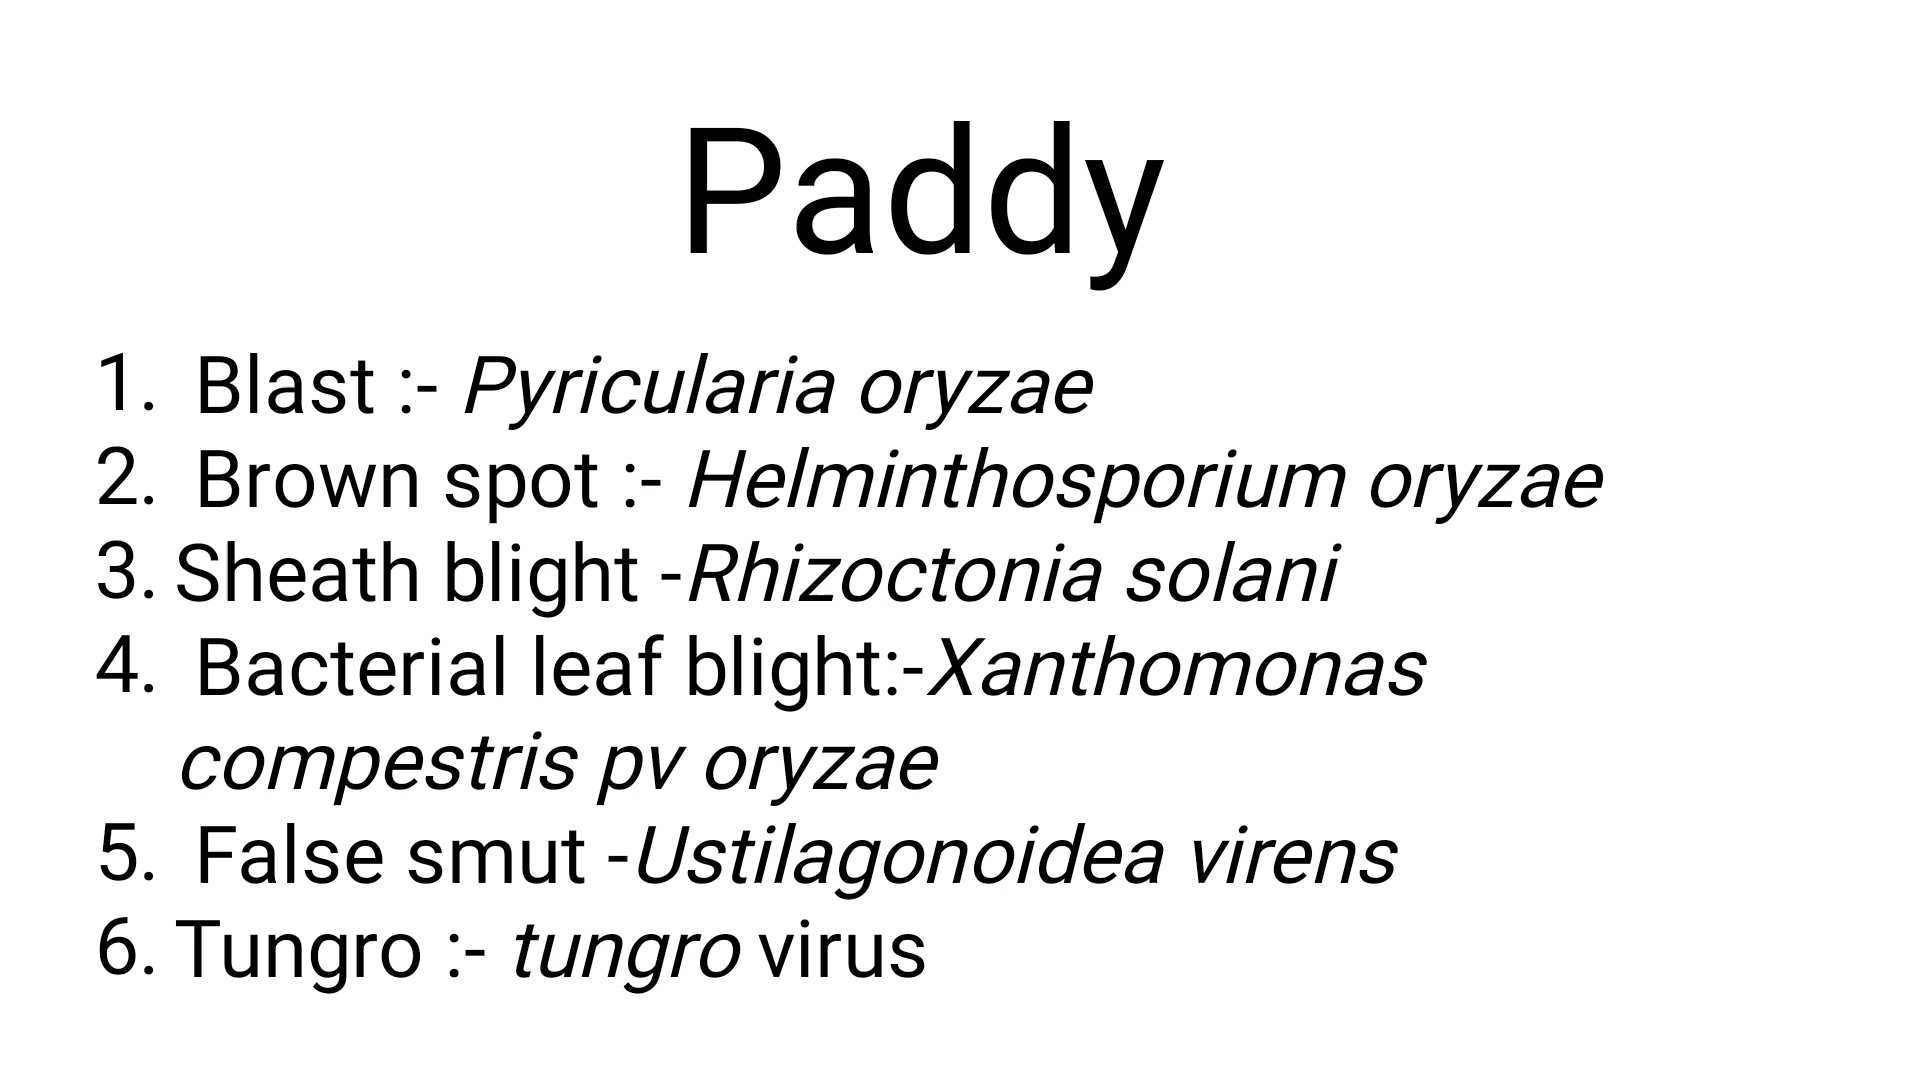 Paddy
1. Blast :- Pyricularia oryzae
2. Brown spot :- Helminthosporium oryzae
3. Sheath blight -Rhizoctonia solani
4. Bacterial leaf blight:-Xanthomonas
compestris pv oryzae
5. False smut -Ustilagonoidea virens
6. Tungro :- tungro virus